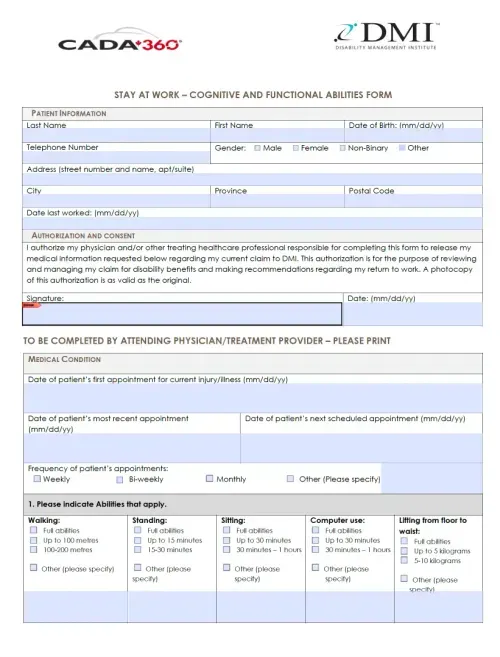 CADA 360°
DMI™
DISABILITY MANAGEMENT INSTITUTE
STAY AT WORK – COGNITIVE AND FUNCTIONAL ABILITIES FORM
PATIENT INFORMATION
Last Name First Name Date of Birth: (mm/dd/yy)
Telephone Number Gender: Male Female Non-Binary Other
Address (street number and name, apt/suite)
City Province Postal Code
Date last worked: (mm/dd/yy)
AUTHORIZATION AND CONSENT
I authorize my physician and/or other treating healthcare professional responsible for completing this form to release my
medical information requested below regarding my current claim to DMI. This authorization is for the purpose of reviewing
and managing my claim for disability benefits and making recommendations regarding my return to work. A photocopy
of this authorization is as valid as the original.
Signature: Date: (mm/dd/yy)
TO BE COMPLETED BY ATTENDING PHYSICIAN/TREATMENT PROVIDER – PLEASE PRINT
MEDICAL CONDITION
Date of patient's first appointment for current injury/illness (mm/dd/yy)
Date of patient's most recent appointment Date of patient's next scheduled appointment (mm/dd/yy)
(mm/dd/yy)
Frequency of patient's appointments:
Weekly Bi-weekly Monthly Other (Please specify)
1. Please indicate Abilities that apply.
Walking:
Full abilities
Up to 100 metres
100-200 metres
Other (please specify)
Standing:
Full abilities
Up to 15 minutes
15-30 minutes
Other (please
specify)
Sitting:
Full abilities
Up to 30 minutes
30 minutes – 1 hours
Other (please
specify)
Computer use:
Full abilities
Up to 30 minutes
30 minutes – 1 hours
Other (please
specify)
Lifting from floor to
waist:
Full abilities
Up to 5 kilograms
5-10 kilograms
Other (please
specify)